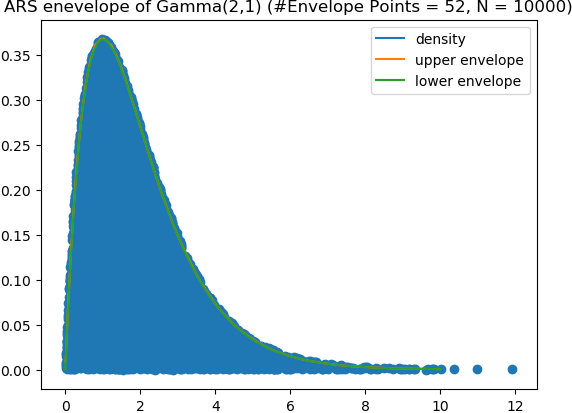 ARS enevelope of Gamma(2,1) (#Envelope Points = 52, N = 10000)
density
upper envelope
lower envelope
0.35
0.30
0.25
0.20
0.15
0.10
0.05
0.00
0 2 4 6 8 10 12